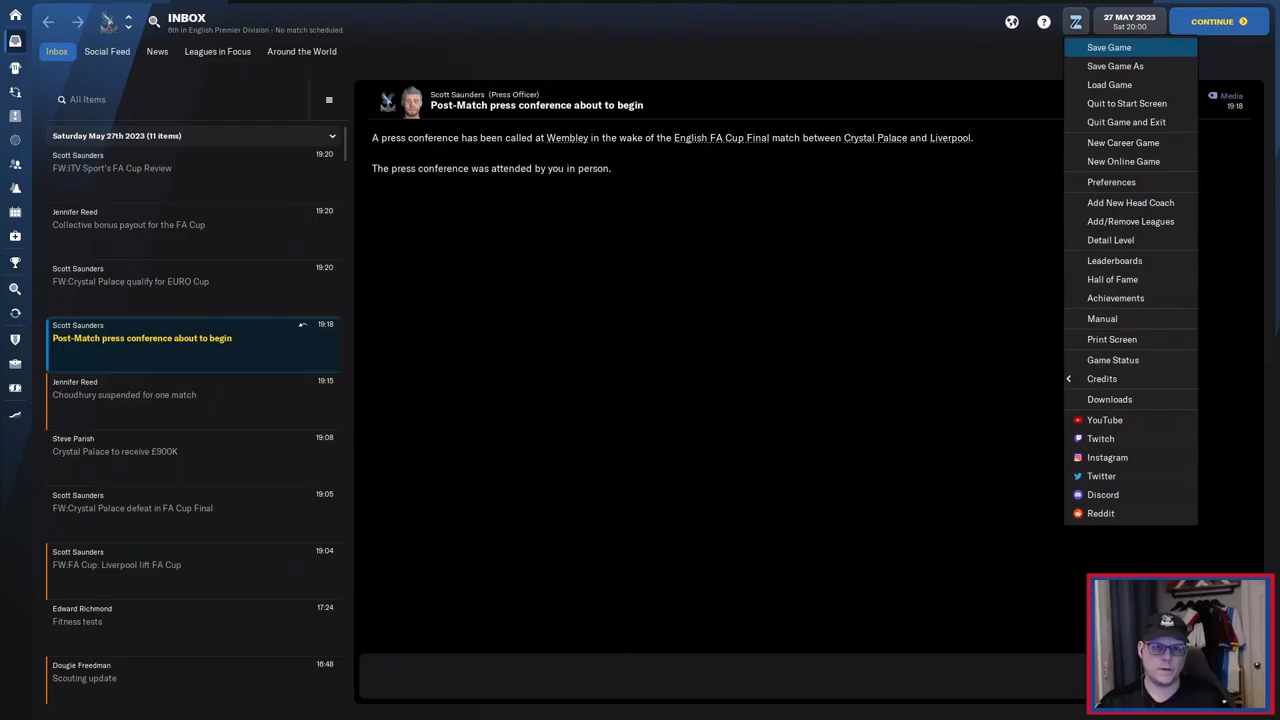 INBOX
6th in English Premier Division - No match scheduled.
27 MAY 2023
Sat 20:00
CONTINUE
Inbox
Social Feed
News
Leagues in Focus
Around the World
All Items
Saturday May 27th 2023 (11 items)
Scott Saunders
19:20
FW:ITV Sport's FA Cup Review
Jennifer Reed
19:20
Collective bonus payout for the FA Cup
Scott Saunders
19:20
FW:Crystal Palace qualify for EURO Cup
Scott Saunders
19:18
Post-Match press conference about to begin
Jennifer Reed
19:15
Choudhury suspended for one match
Steve Parish
19:08
Crystal Palace to receive £900K
Scott Saunders
19:05
FW:Crystal Palace defeat in FA Cup Final
Scott Saunders
19:04
FW:FA Cup: Liverpool lift FA Cup
Edward Richmond
17:24
Fitness tests
Dougie Freedman
16:48
Scouting update
Scott Saunders (Press Officer)
Post-Match press conference about to begin
Media
19:18
A press conference has been called at Wembley in the wake of the English FA Cup Final match between Crystal Palace and Liverpool.
The press conference was attended by you in person.
Save Game
Save Game As
Load Game
Quit to Start Screen
Quit Game and Exit
New Career Game
New Online Game
Preferences
Add New Head Coach
Add/Remove Leagues
Detail Level
Leaderboards
Hall of Fame
Achievements
Manual
Print Screen
Game Status
Credits
Downloads
YouTube
Twitch
Instagram
Twitter
Discord
Reddit